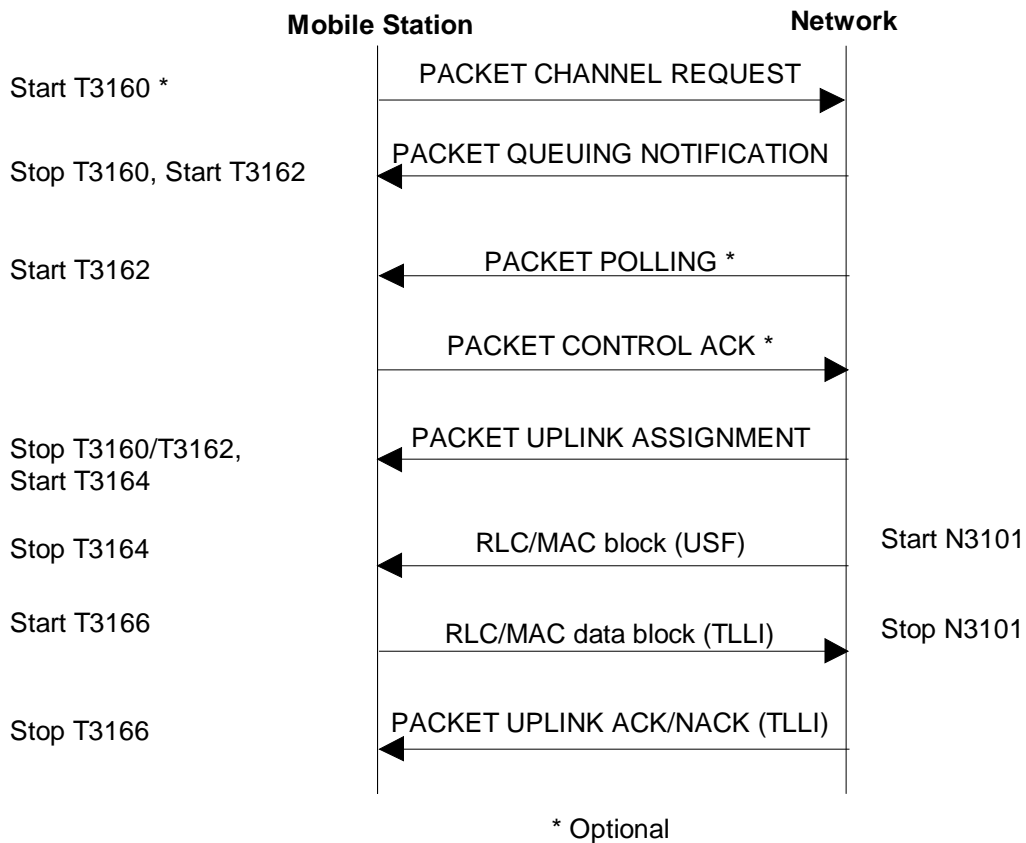 Mobile Station
Network
Start T3160 *
PACKET CHANNEL REQUEST
Stop T3160, Start T3162
PACKET QUEUING NOTIFICATION
Start T3162
PACKET POLLING *
PACKET CONTROL ACK *
Stop T3160/T3162,
Start T3164
PACKET UPLINK ASSIGNMENT
Stop T3164
RLC/MAC block (USF)
Start N3101
Start T3166
RLC/MAC data block (TLLI)
Stop N3101
Stop T3166
PACKET UPLINK ACK/NACK (TLLI)
* Optional